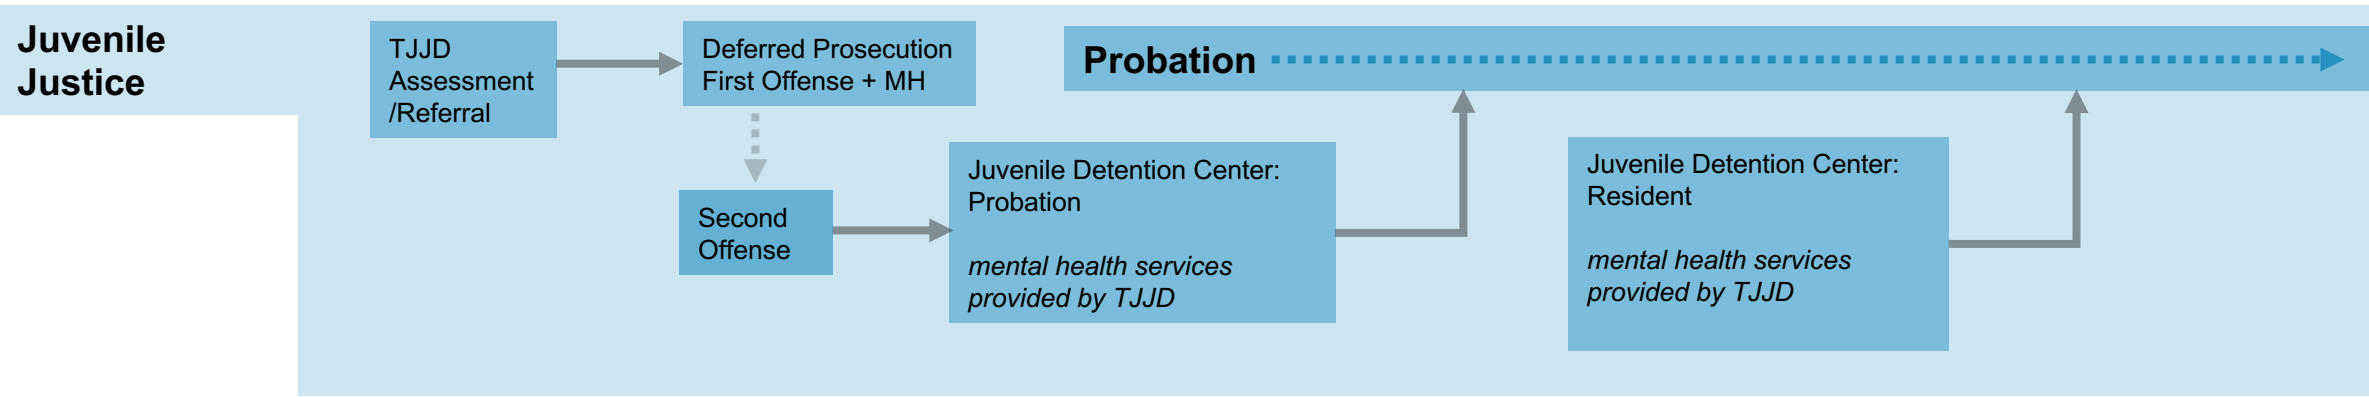 Juvenile
Justice
TJJD
Assessment
/Referral
Deferred Prosecution
First Offense + MH
Probation
Second
Offense
Juvenile Detention Center:
Probation
mental health services
provided by TJJD
Juvenile Detention Center:
Resident
mental health services
provided by TJJD